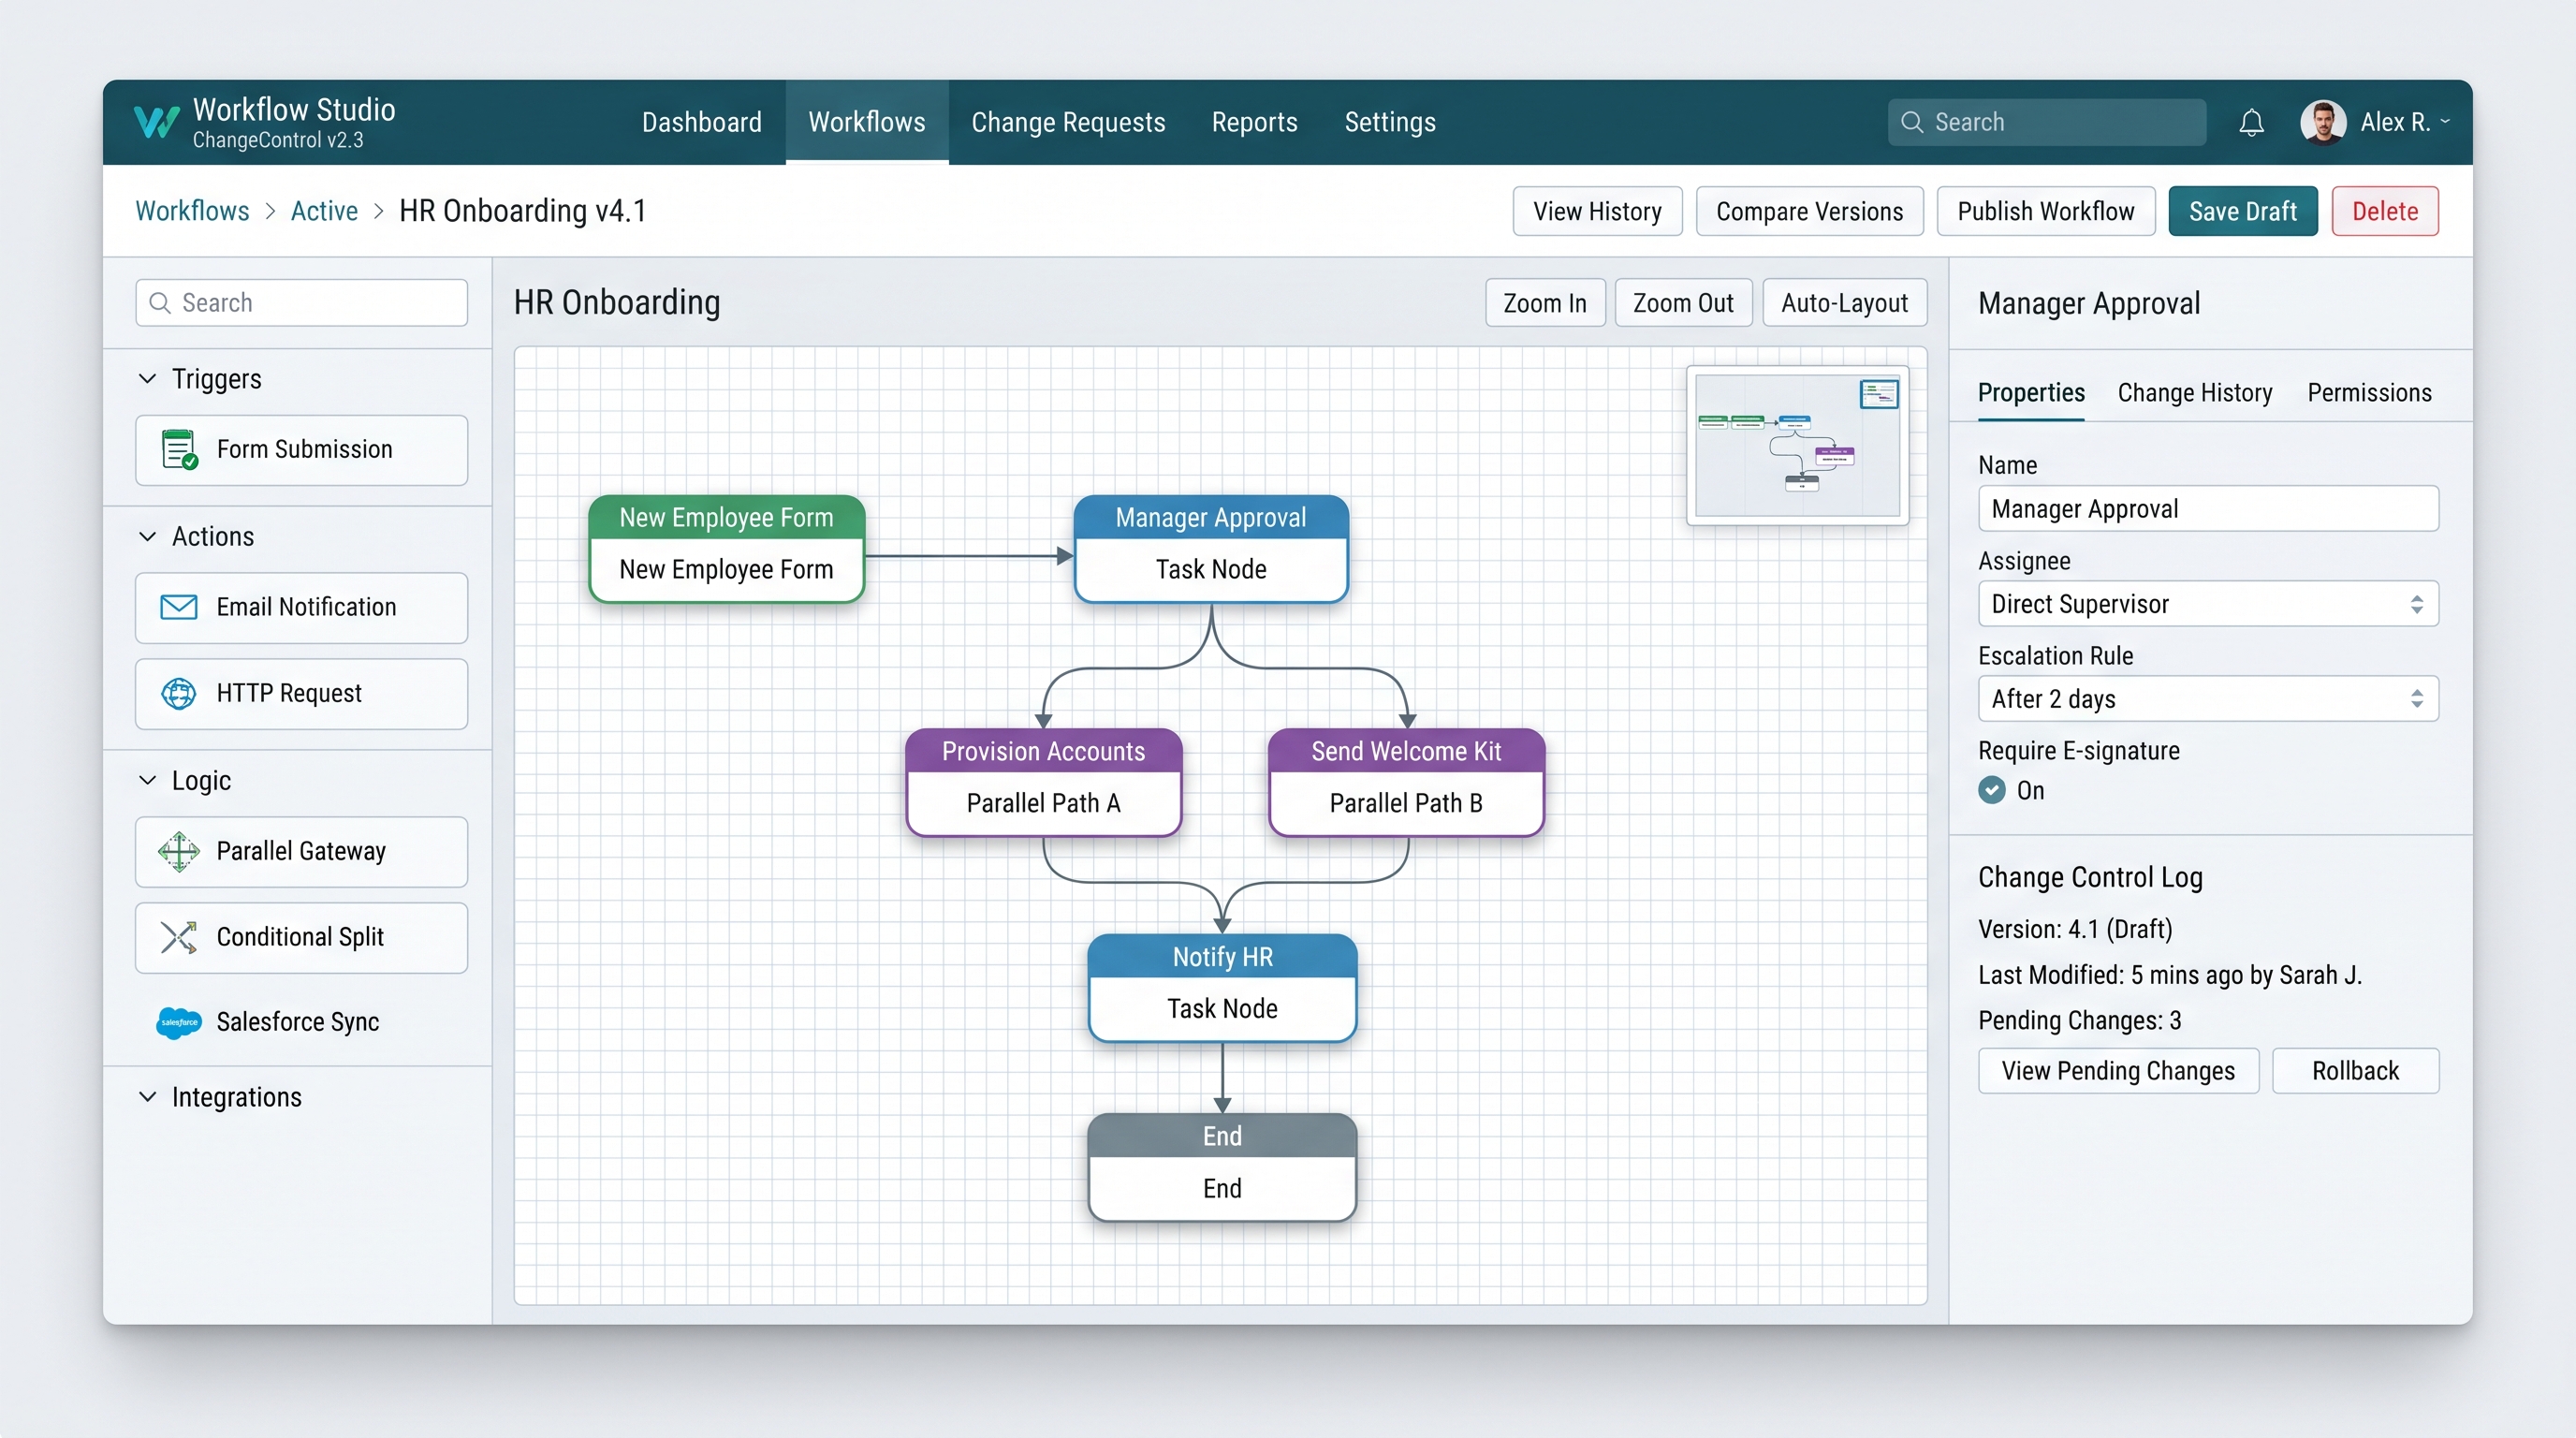 Workflow Studio
ChangeControl v2.3
Dashboard
Workflows
Change Requests
Reports
Settings
Search
Alex R.
Workflows > Active > HR Onboarding v4.1
View History
Compare Versions
Publish Workflow
Save Draft
Delete
Search
Triggers
Form Submission
Actions
Email Notification
HTTP Request
Logic
Parallel Gateway
Conditional Split
salesforce
Salesforce Sync
Integrations
HR Onboarding
Zoom In
Zoom Out
Auto-Layout
New Employee Form
New Employee Form
Manager Approval
Task Node
Provision Accounts
Parallel Path A
Send Welcome Kit
Parallel Path B
Notify HR
Task Node
End
End
Manager Approval
Properties
Change History
Permissions
Name
Manager Approval
Assignee
Direct Supervisor
Escalation Rule
After 2 days
Require E-signature
On
Change Control Log
Version: 4.1 (Draft)
Last Modified: 5 mins ago by Sarah J.
Pending Changes: 3
View Pending Changes
Rollback